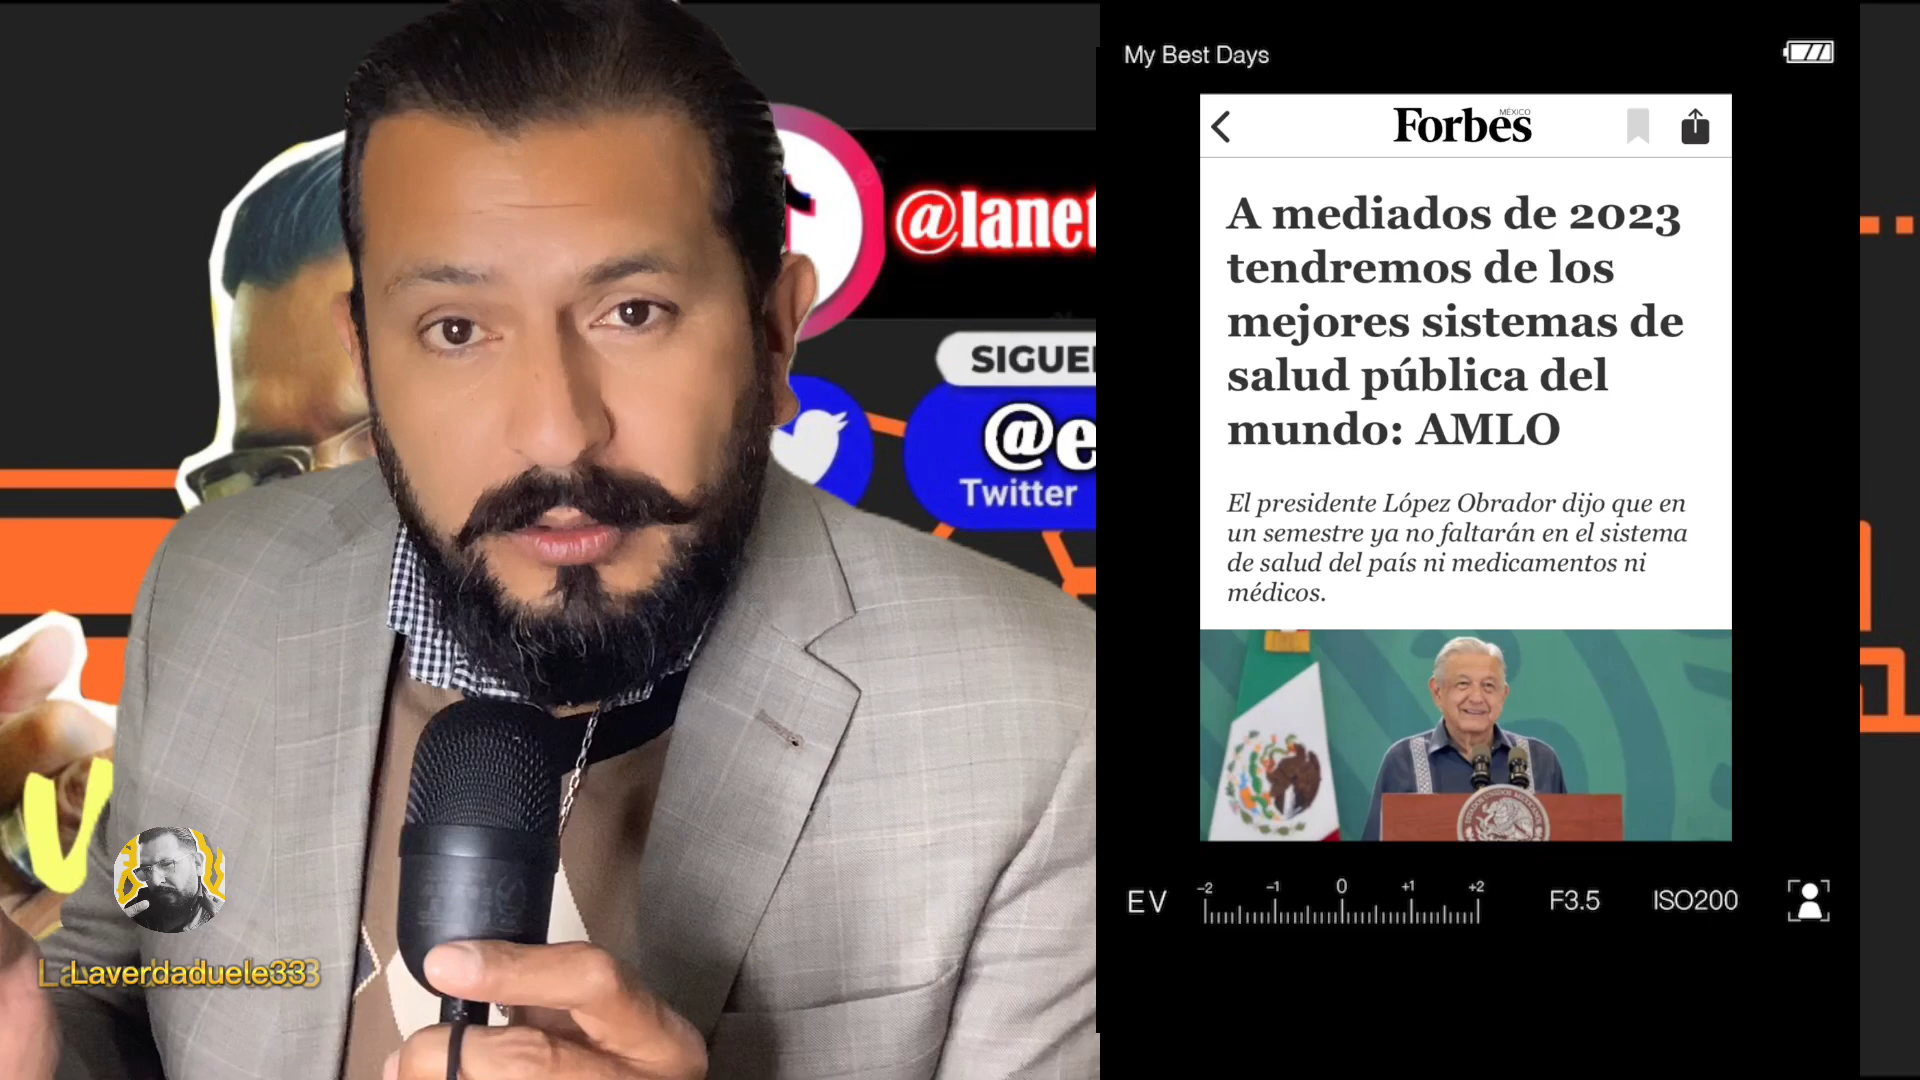 My Best Days
Forbes
MÉXICO
A mediados de 2023
tendremos de los
mejores sistemas de
salud pública del
mundo: AMLO
El presidente López Obrador dijo que en
un semestre ya no faltarán en el sistema
de salud del país ni medicamentos ni
médicos.
@lanet
SIGUE
@e
Twitter
V
Laverdaduele33
EV
-2 -1 0 +1 +2
F3.5
ISO200